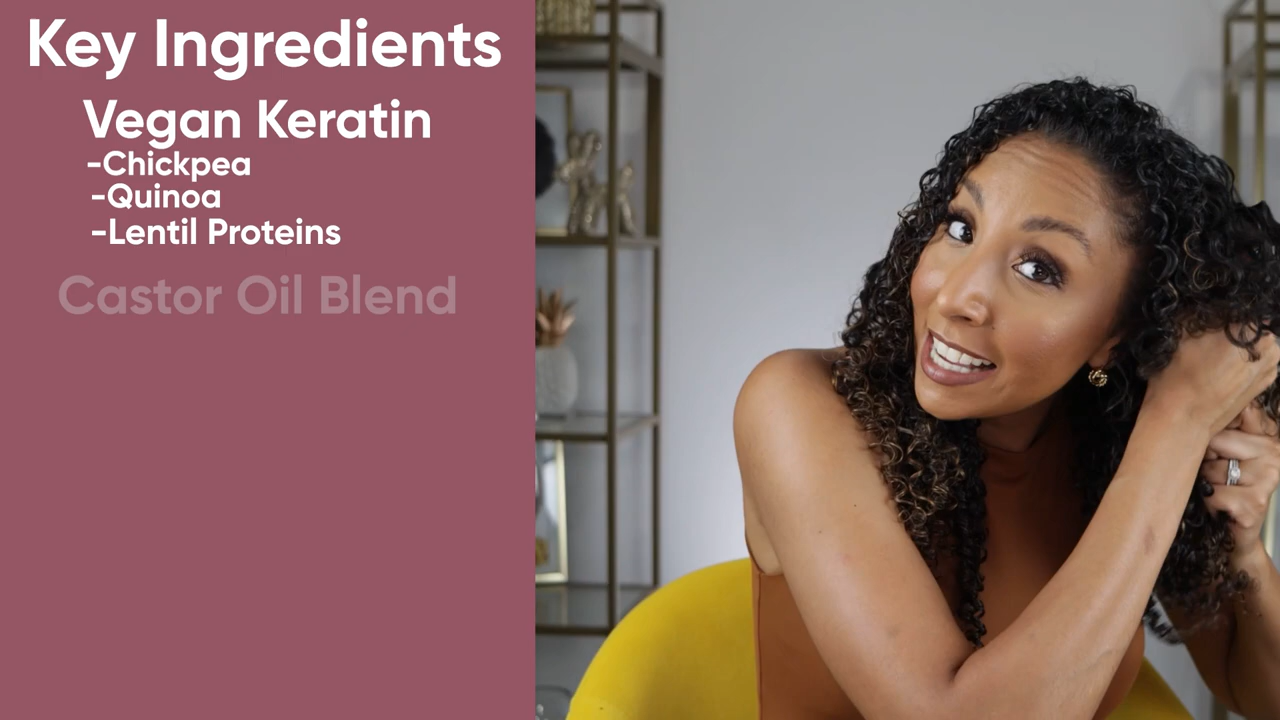 Key Ingredients
Vegan Keratin
-Chickpea
-Quinoa
-Lentil Proteins
Castor Oil Blend